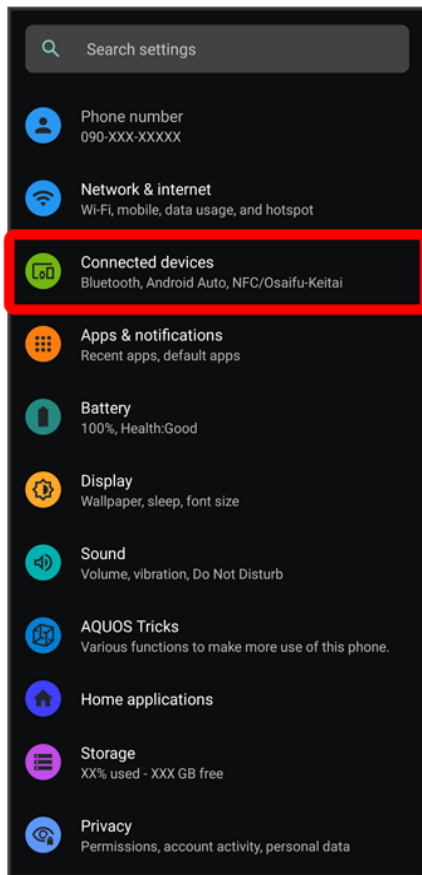 Search settings
Phone number
090-XXX-XXXXX
Network & internet
Wi-Fi, mobile, data usage, and hotspot
Connected devices
Bluetooth, Android Auto, NFC/Osaifu-Keitai
Apps & notifications
Recent apps, default apps
Battery
100%, Health:Good
Display
Wallpaper, sleep, font size
Sound
Volume, vibration, Do Not Disturb
AQUOS Tricks
Various functions to make more use of this phone.
Home applications
Storage
XX% used - XXX GB free
Privacy
Permissions, account activity, personal data